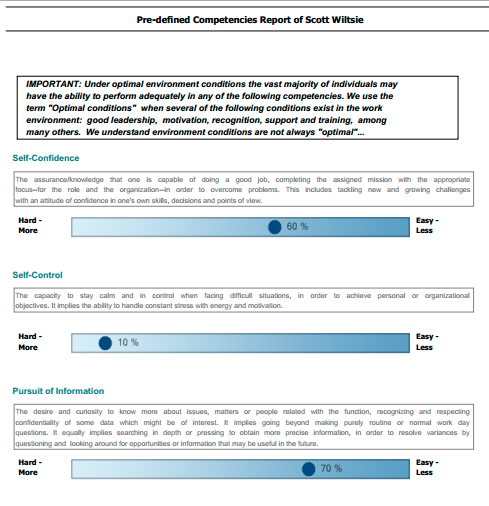 Pre-defined Competencies Report of Scott Wiltsie
IMPORTANT: Under optimal environment conditions the vast majority of individuals may
have the ability to perform adequately in any of the following competencies. We use the
term "Optimal conditions" when several of the following conditions exist in the work
environment: good leadership, motivation, recognition, support and training, among
many others. We understand environment conditions are not always "optimal"...
Self-Confidence
The assurance/knowledge that one is capable of doing a good job, completing the assigned mission with the appropriate
focus--for the role and the organization--in order to overcome problems. This includes tackling new and growing challenges
with an attitude of confidence in one's own skills, decisions and points of view.
Hard -
More
60 %
Easy -
Less
Self-Control
The capacity to stay calm and in control when facing difficult situations, in order to achieve personal or organizational
objectives. It implies the ability to handle constant stress with energy and motivation.
Hard -
More
10 %
Easy -
Less
Pursuit of Information
The desire and curiosity to know more about issues, matters or people related with the function, recognizing and respecting
confidentiality of some data which might be of interest. It implies going beyond making purely routine or normal work day
questions. It equally implies searching in depth or pressing to obtain more precise information, in order to resolve variances by
questioning and looking around for opportunities or information that may be useful in the future.
Hard -
More
70 %
Easy -
Less